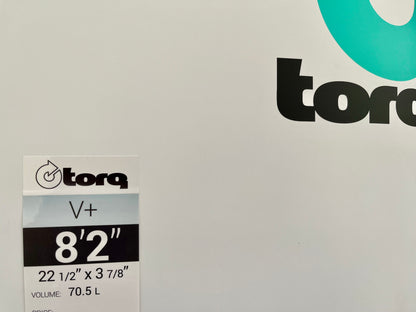 torq
torq
V+
8'2"
22 1/2" x 3 7/8"
VOLUME: 70.5 L